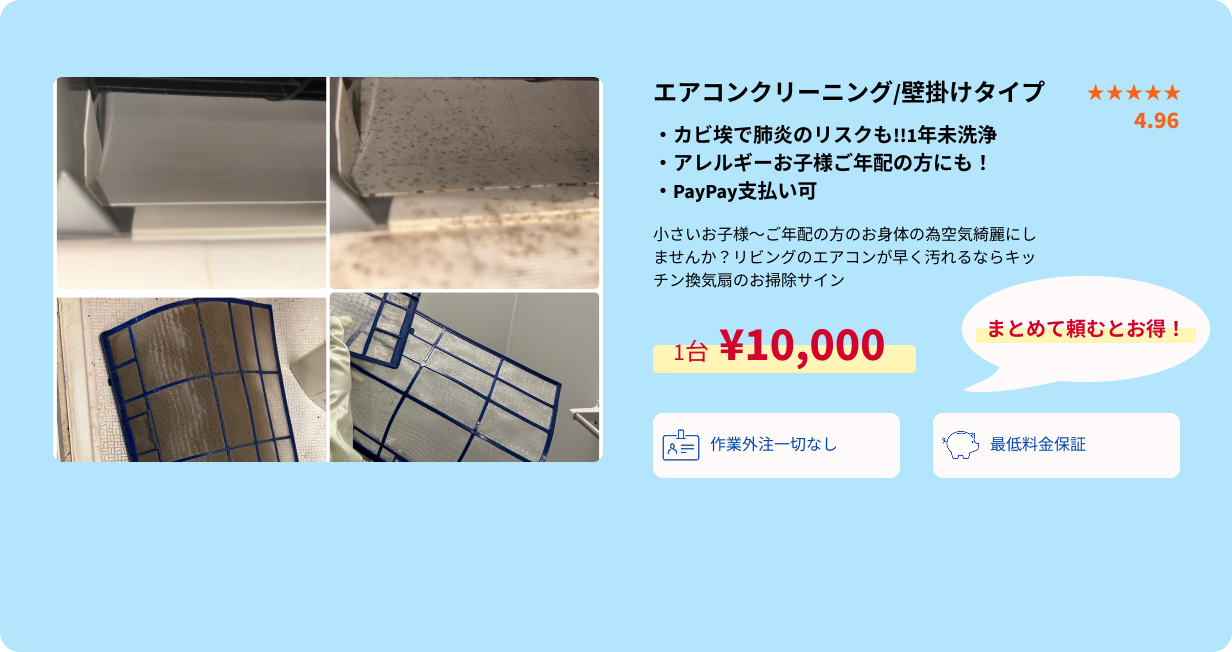 エアコンクリーニング/壁掛けタイプ
★★★★★
4.96
・カビ埃で肺炎のリスクも!!1年未洗浄
・アレルギーお子様ご年配の方にも！
・PayPay支払い可
小さいお子様〜ご年配の方のお身体の為空気綺麗にし
ませんか？リビングのエアコンが早く汚れるならキッ
チン換気扇のお掃除サイン
まとめて頼むとお得！
1台 ¥10,000
作業外注一切なし
最低料金保証